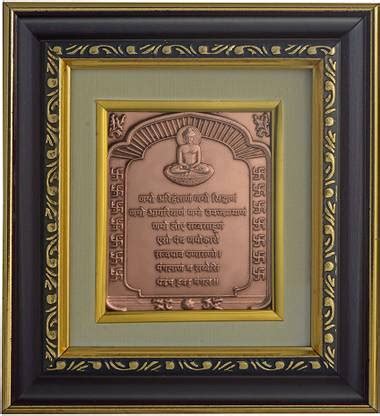 णमो अरिहंताणं णमो सिद्धाणं
णमो आयरियाणं णमो उवज्झायाणं
णमो लोए सव्वसाहूणं
एसो पंच णमोकारो
सव्वपाव पणासणो।
मंगलाणं च सव्वेसिं
पढमं हवइ मंगलं॥